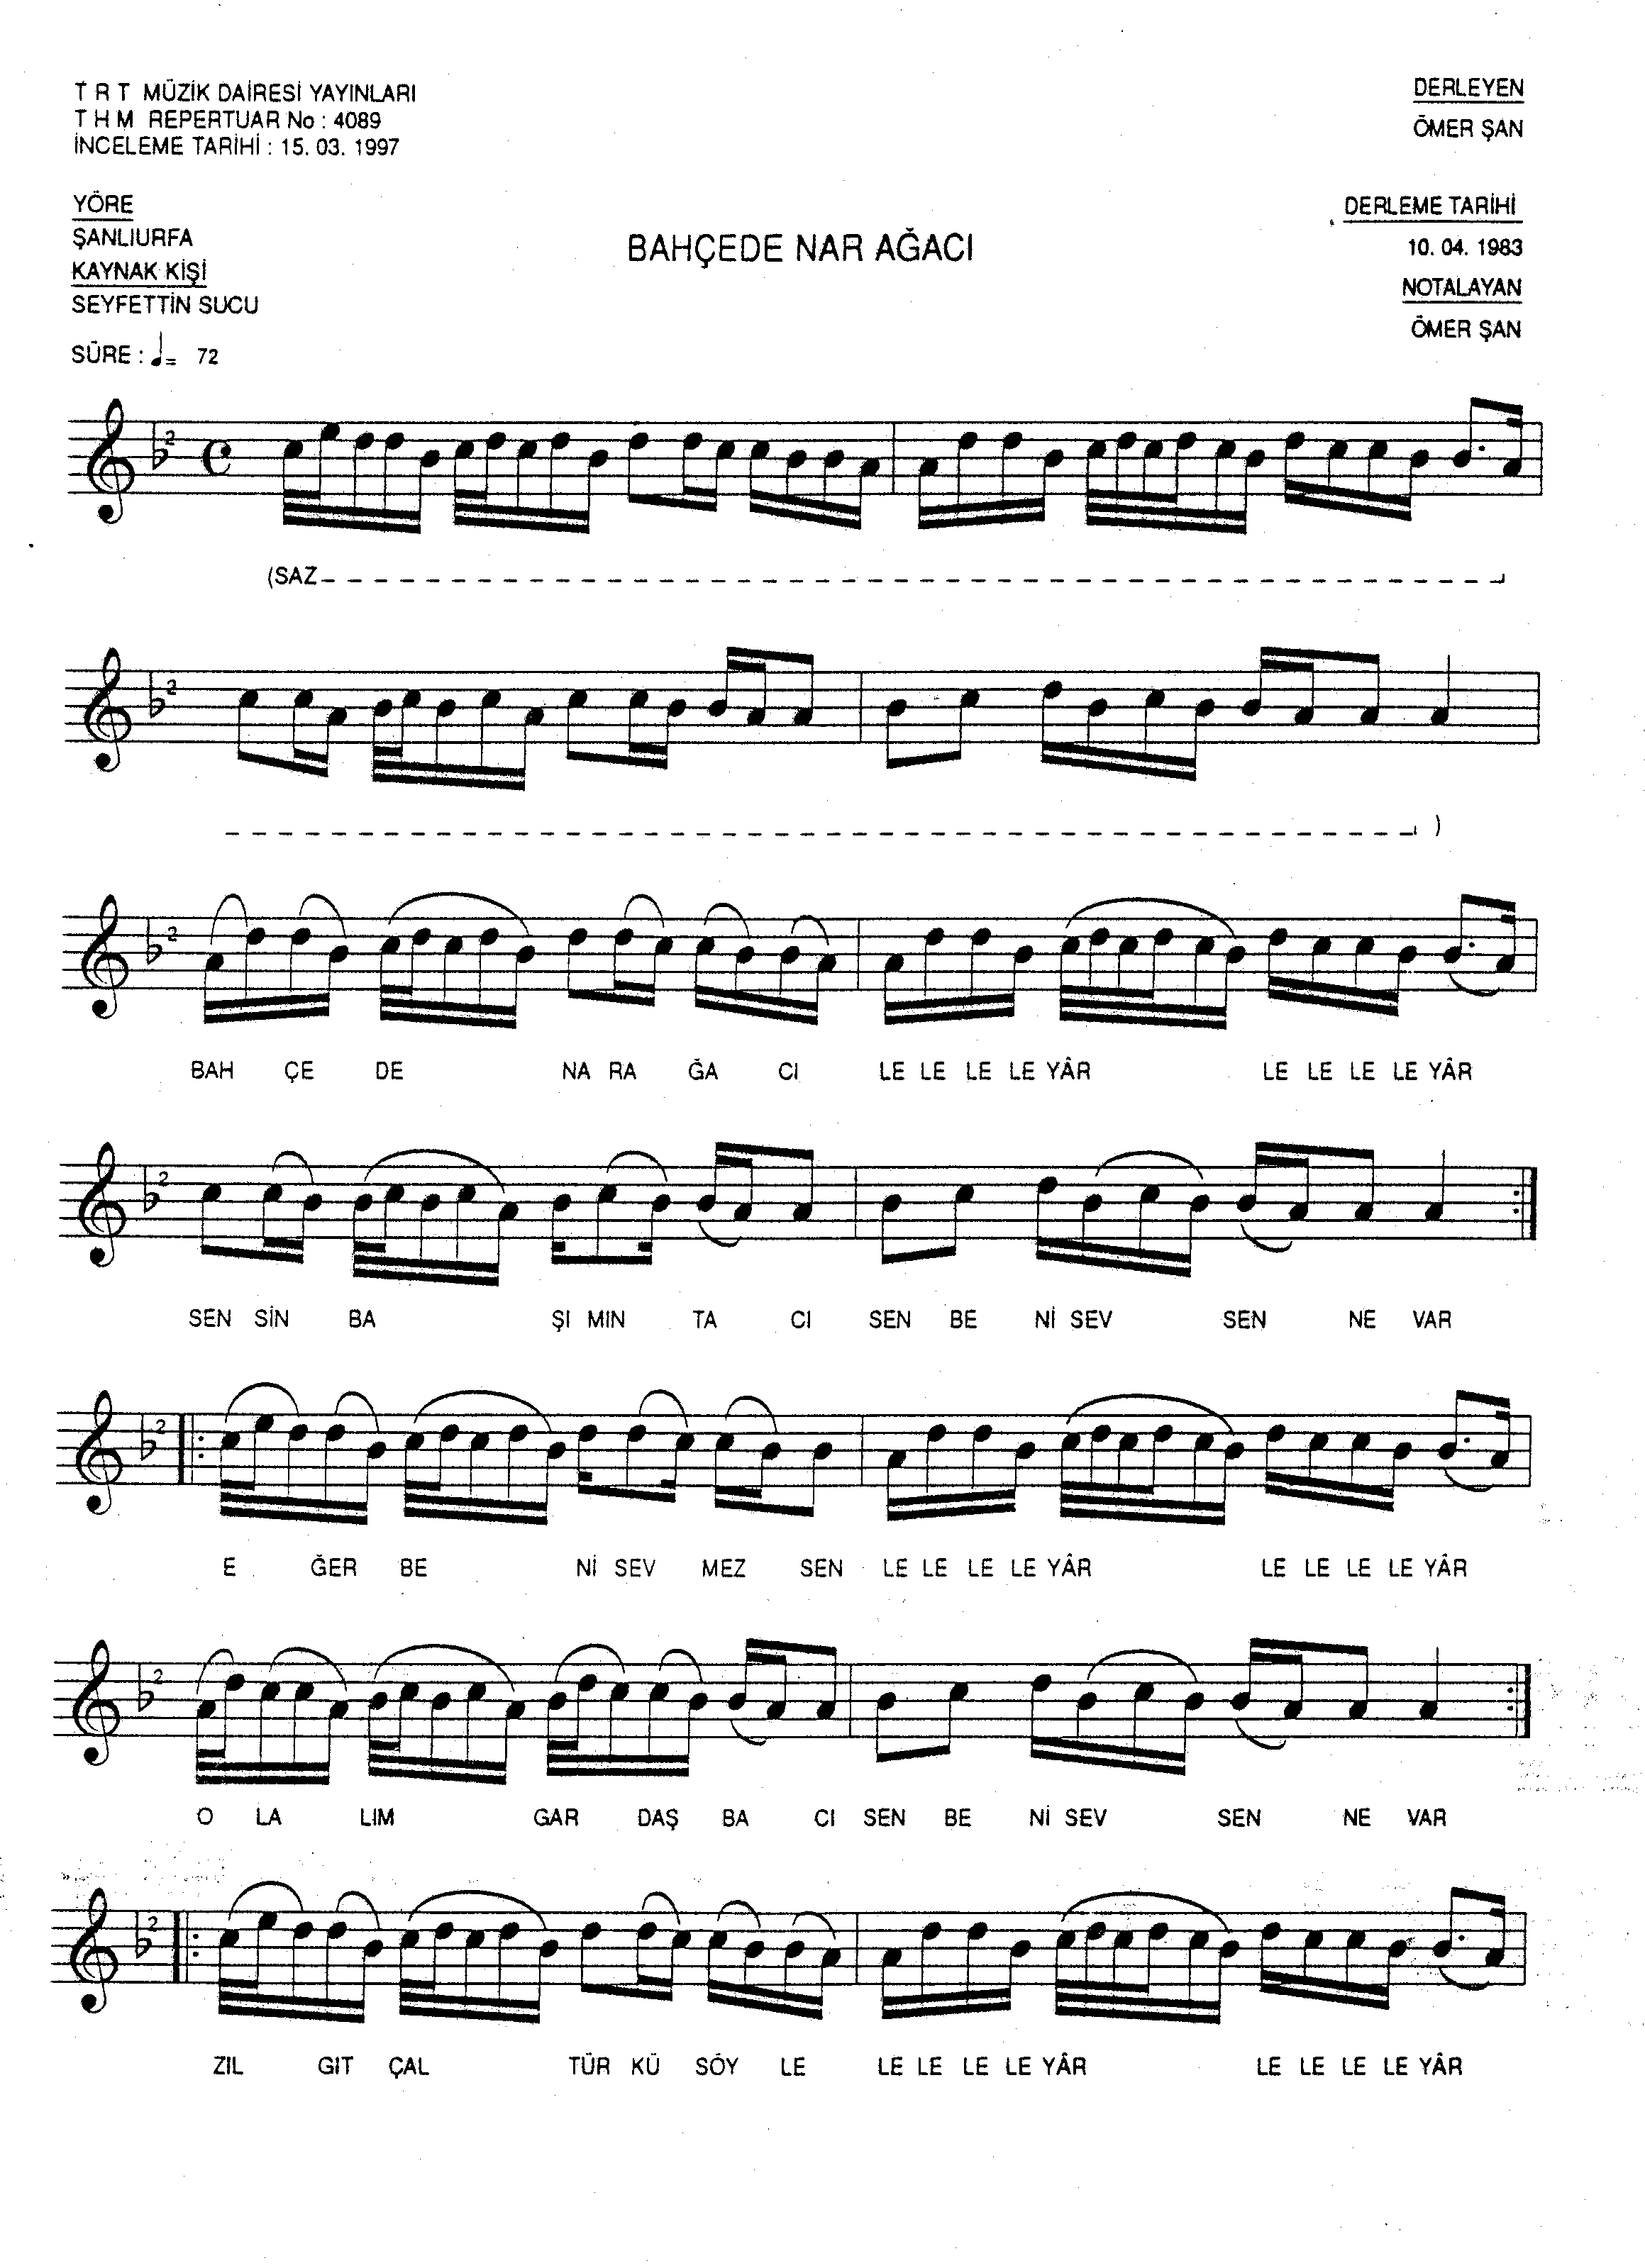 T R T MÜZİK DAİRESİ YAYINLARI
T H M REPERTUAR No : 4089
İNCELEME TARİHİ : 15. 03. 1997
DERLEYEN
ÖMER ŞAN
YÖRE
ŞANLIURFA
KAYNAK KİŞİ
SEYFETTİN SUCU
SÜRE : ♩= 72
BAHÇEDE NAR AĞACI
DERLEME TARİHİ
10. 04. 1983
NOTALAYAN
ÖMER ŞAN
(SAZ
)
BAH ÇE DE NA RA ĞA CI LE LE LE LE YÂR LE LE LE LE YÂR
SEN SİN BA ŞI MIN TA CI SEN BE Nİ SEV SEN NE VAR
E ĞER BE Nİ SEV MEZ SEN LE LE LE LE YÂR LE LE LE LE YÂR
O LA LIM GAR DAŞ BA CI SEN BE Nİ SEV SEN NE VAR
ZIL GIT ÇAL TÜR KÜ SÖY LE LE LE LE LE YÂR LE LE LE LE YÂR